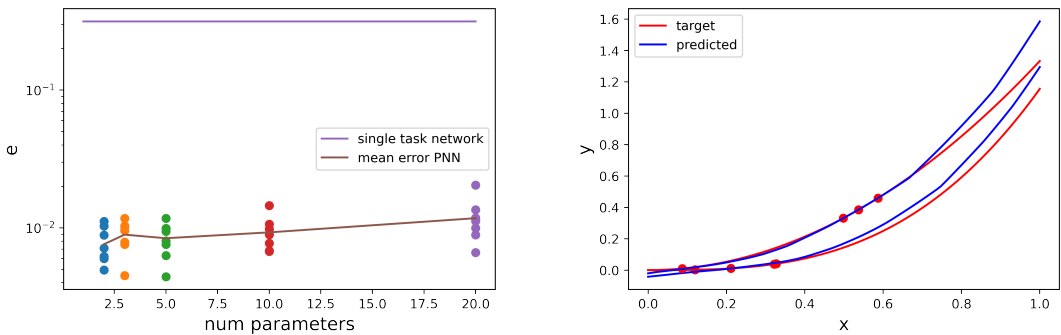 e
10⁻¹
10⁻²
single task network
mean error PNN
2.5 5.0 7.5 10.0 12.5 15.0 17.5 20.0
num parameters
y
1.6
1.4
1.2
1.0
0.8
0.6
0.4
0.2
0.0
target
predicted
0.0 0.2 0.4 0.6 0.8 1.0
x